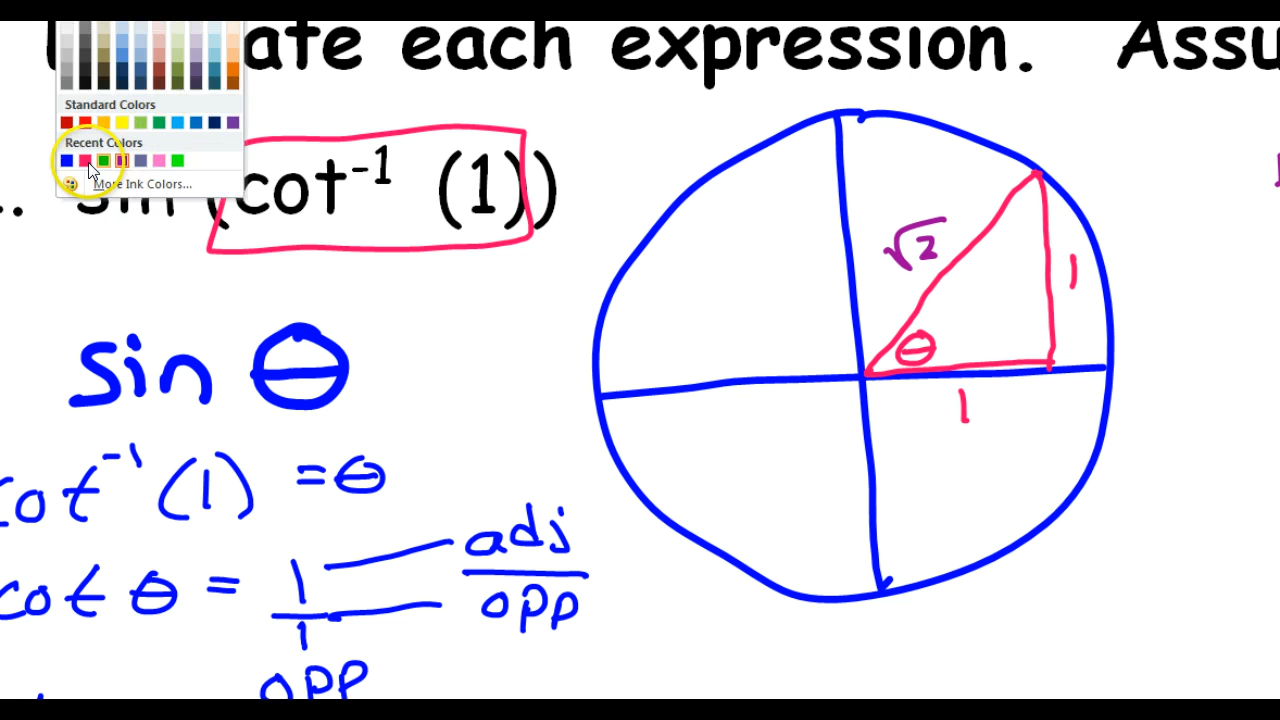 ate each expression. Assu
Standard Colors
Recent Colors
More Ink Colors...
. sin (cot⁻¹ (1))
√2
1
θ
1
sin θ
cot⁻¹ (1) = θ
cot θ = 1/1 adj/opp
opp